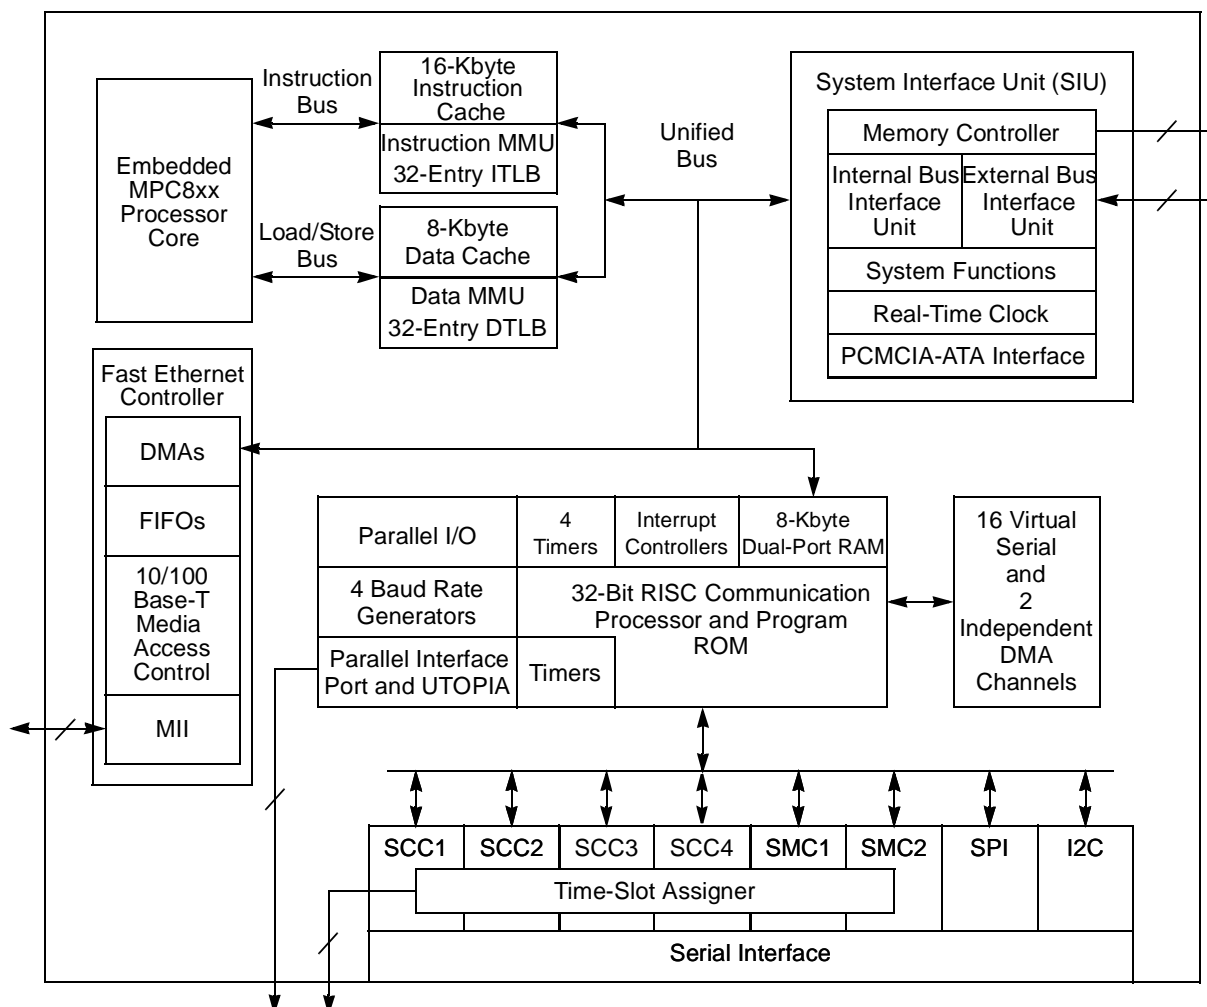 Embedded
MPC8xx
Processor
Core
Instruction
Bus
Load/Store
Bus
16-Kbyte
Instruction
Cache
Instruction MMU
32-Entry ITLB
8-Kbyte
Data Cache
Data MMU
32-Entry DTLB
Unified
Bus
System Interface Unit (SIU)
Memory Controller
Internal Bus
Interface
Unit
External Bus
Interface
Unit
System Functions
Real-Time Clock
PCMCIA-ATA Interface
Fast Ethernet
Controller
DMAs
FIFOs
10/100
Base-T
Media
Access
Control
MII
Parallel I/O
4
Timers
Interrupt
Controllers
8-Kbyte
Dual-Port RAM
4 Baud Rate
Generators
32-Bit RISC Communication
Processor and Program
ROM
Parallel Interface
Port and UTOPIA
Timers
16 Virtual
Serial
and
2
Independent
DMA
Channels
SCC1
SCC2
SCC3
SCC4
SMC1
SMC2
SPI
I2C
Time-Slot Assigner
Serial Interface